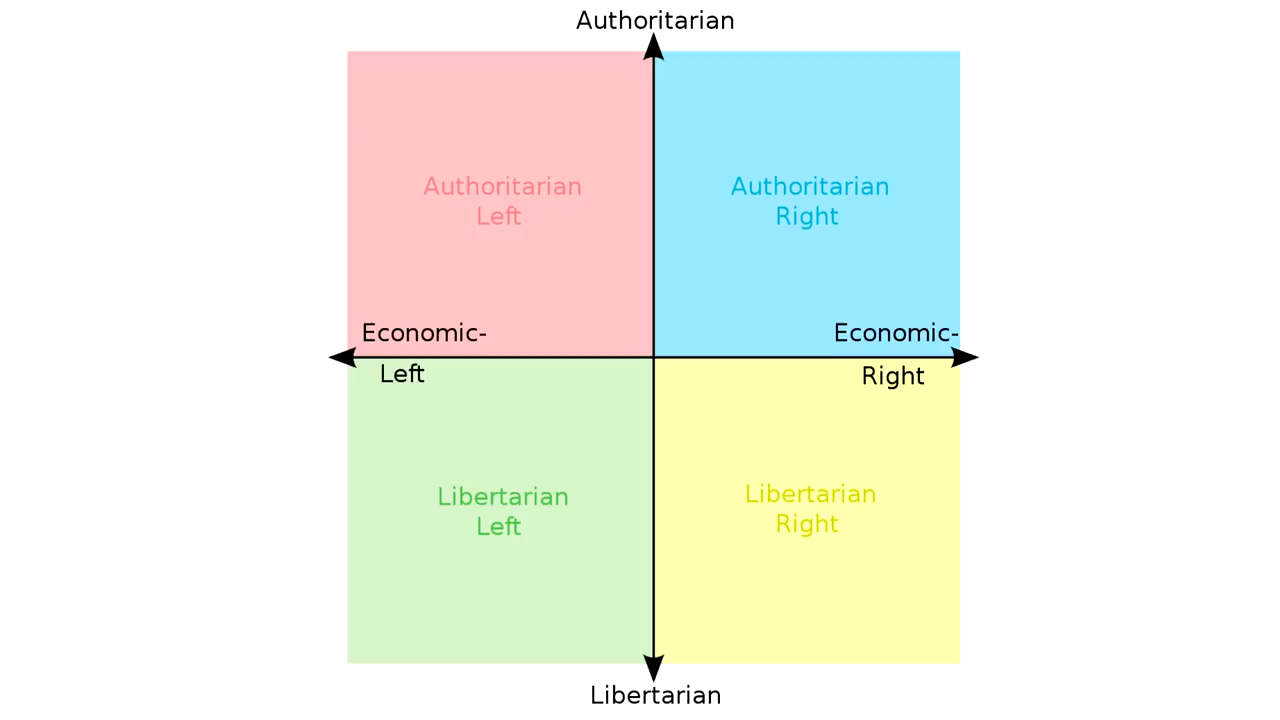 Authoritarian
Authoritarian
Left
Authoritarian
Right
Economic-
Left
Economic-
Right
Libertarian
Left
Libertarian
Right
Libertarian